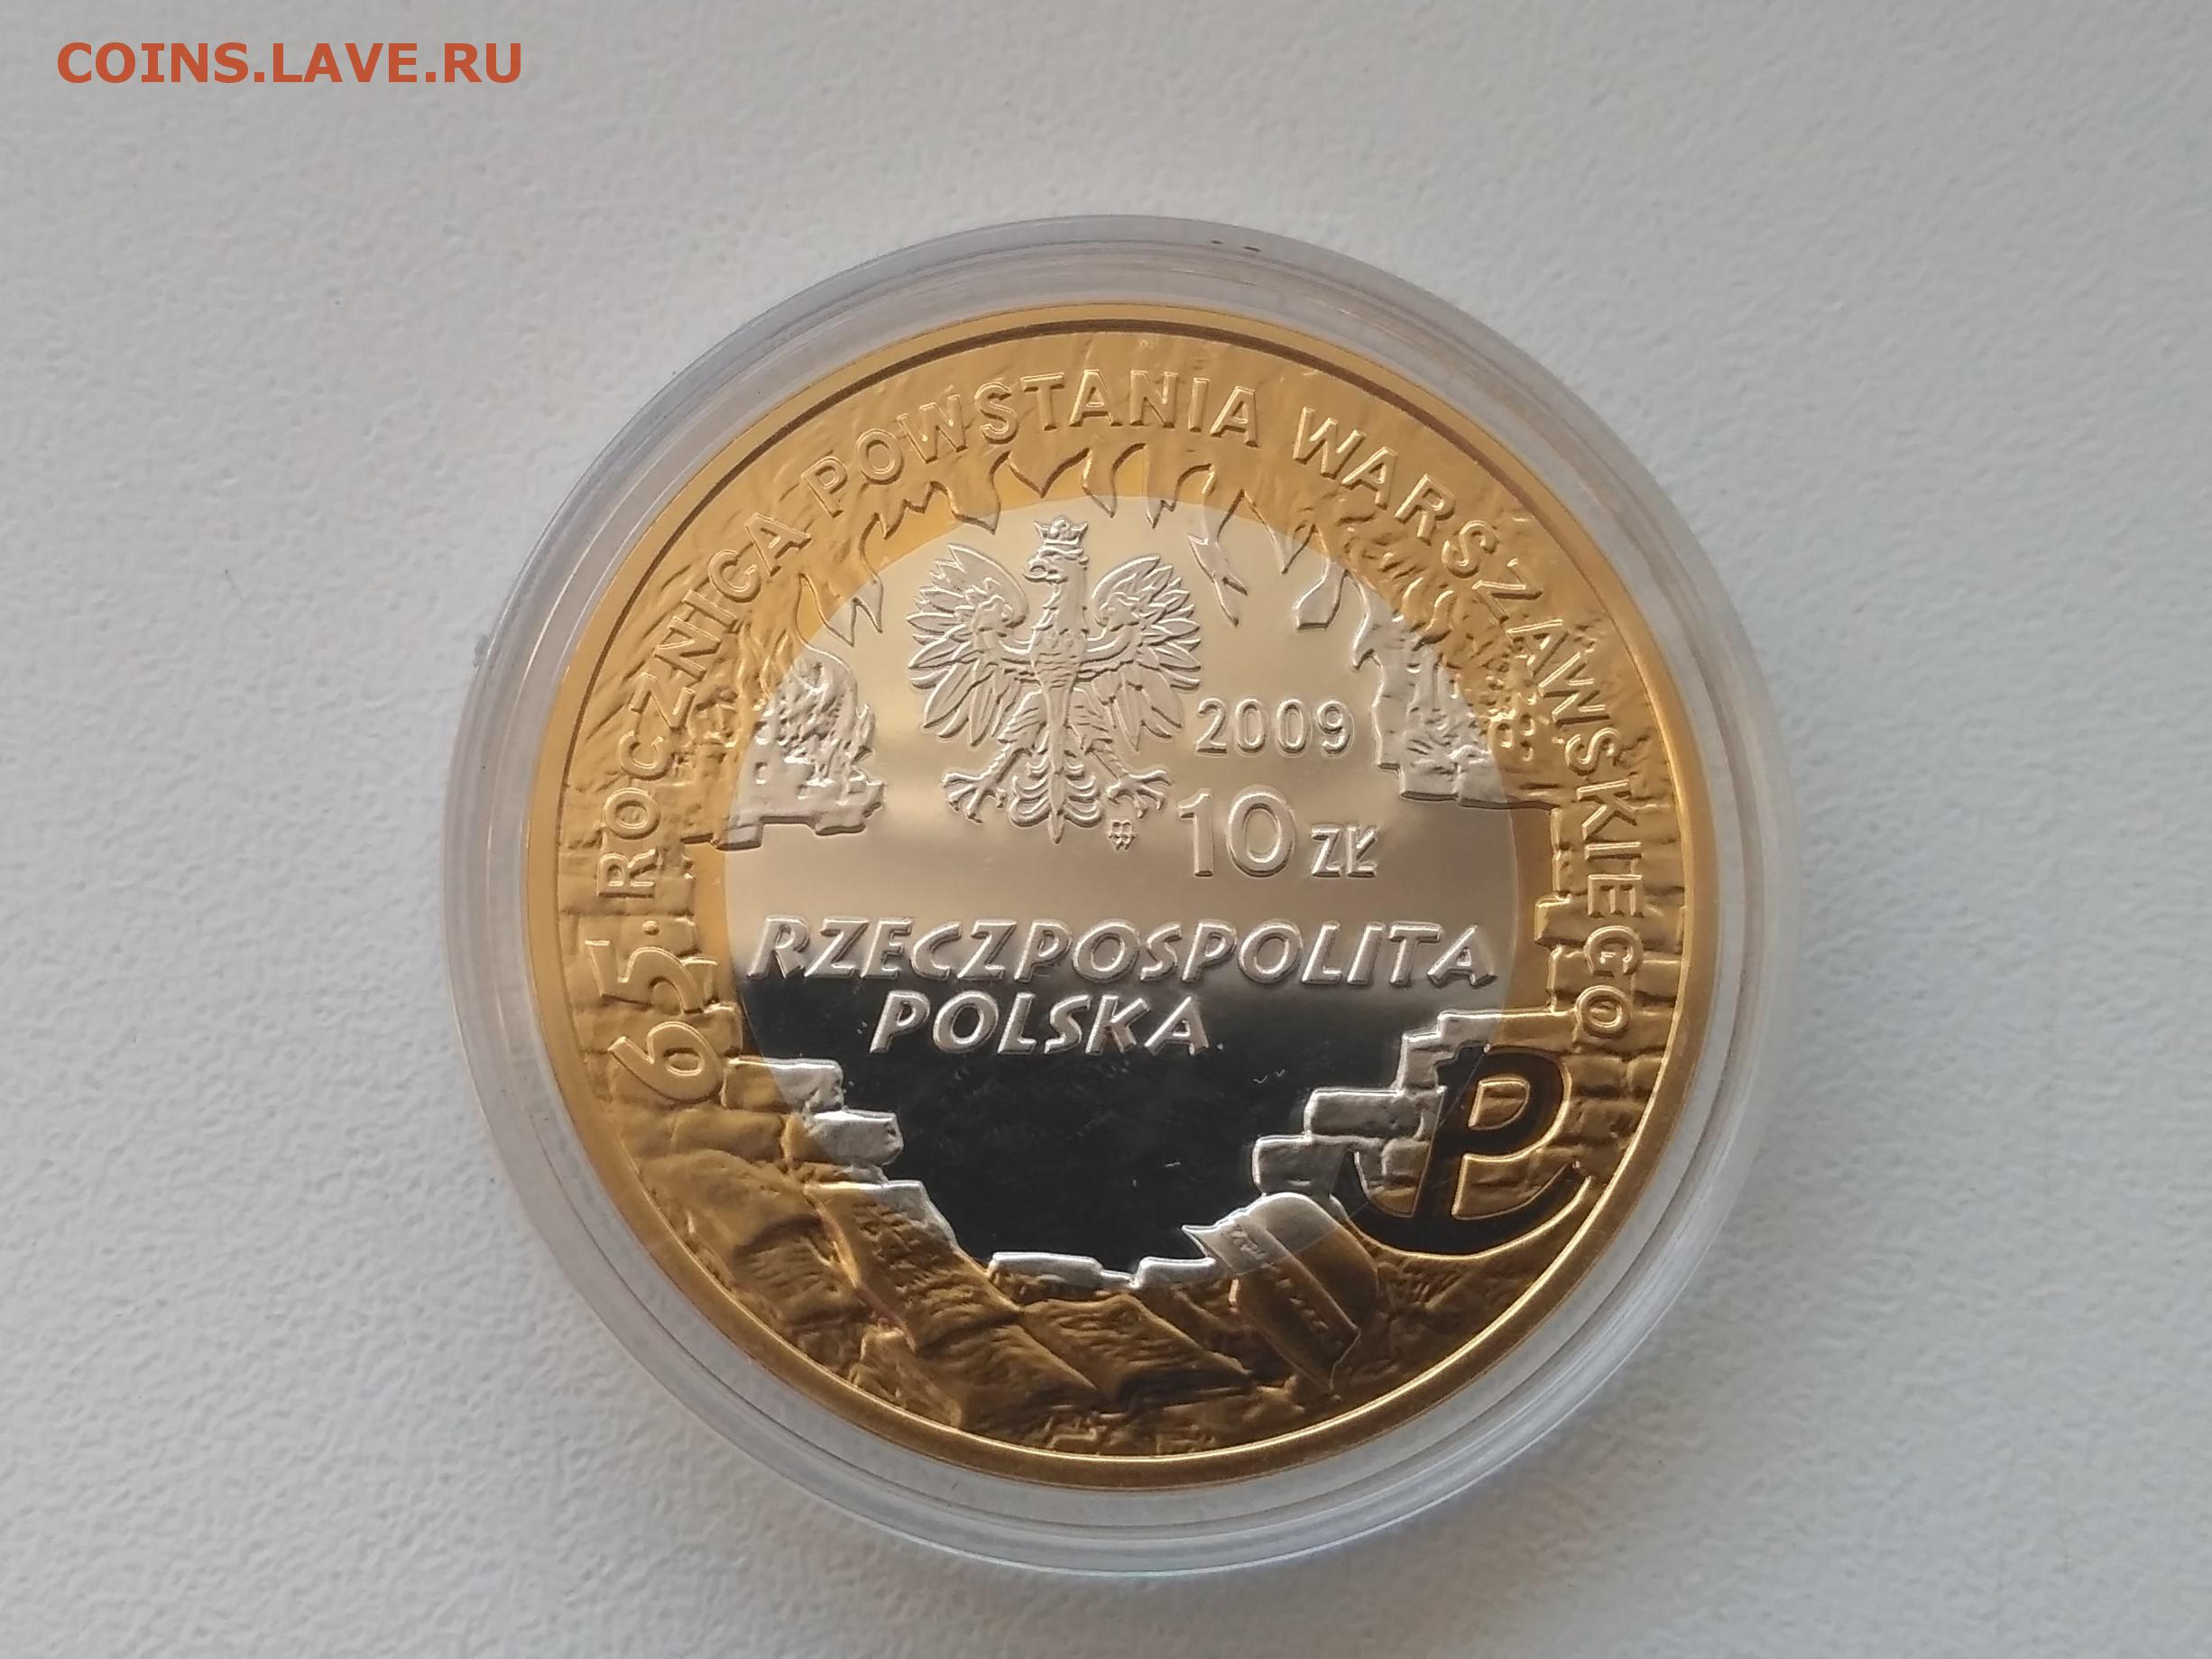 COINS.LAVE.RU
65. ROCZNICA POWSTANIA WARSZAWSKIEGO
2009
10 ZŁ
RZECZPOSPOLITA
POLSKA